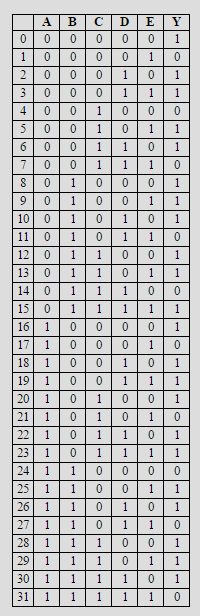 A B C D E Y
0 0 0 0 0 0 1
1 0 0 0 0 1 0
2 0 0 0 1 0 1
3 0 0 0 1 1 1
4 0 0 1 0 0 0
5 0 0 1 0 1 1
6 0 0 1 1 0 1
7 0 0 1 1 1 0
8 0 1 0 0 0 1
9 0 1 0 0 1 1
10 0 1 0 1 0 1
11 0 1 0 1 1 0
12 0 1 1 0 0 1
13 0 1 1 0 1 1
14 0 1 1 1 0 0
15 0 1 1 1 1 1
16 1 0 0 0 0 1
17 1 0 0 0 1 0
18 1 0 0 1 0 1
19 1 0 0 1 1 1
20 1 0 1 0 0 1
21 1 0 1 0 1 0
22 1 0 1 1 0 1
23 1 0 1 1 1 1
24 1 1 0 0 0 0
25 1 1 0 0 1 1
26 1 1 0 1 0 1
27 1 1 0 1 1 0
28 1 1 1 0 0 1
29 1 1 1 0 1 1
30 1 1 1 1 0 1
31 1 1 1 1 1 0